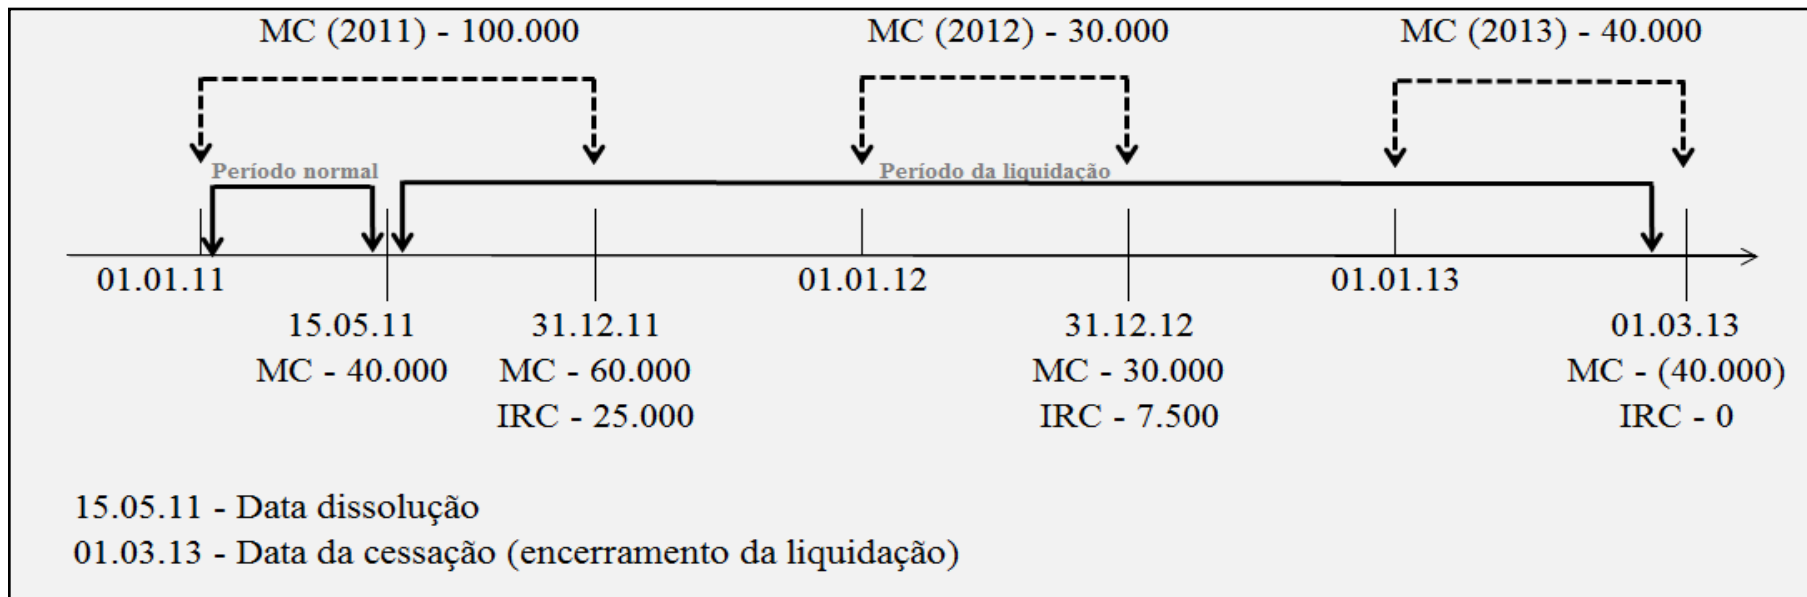 MC (2011) - 100.000 MC (2012) - 30.000 MC (2013) - 40.000
Período normal Período da liquidação
01.01.11 01.01.12 01.01.13
15.05.11 31.12.11 31.12.12 01.03.13
MC - 40.000 MC - 60.000 MC - 30.000 MC - (40.000)
IRC - 25.000 IRC - 7.500 IRC - 0
15.05.11 - Data dissolução
01.03.13 - Data da cessação (encerramento da liquidação)